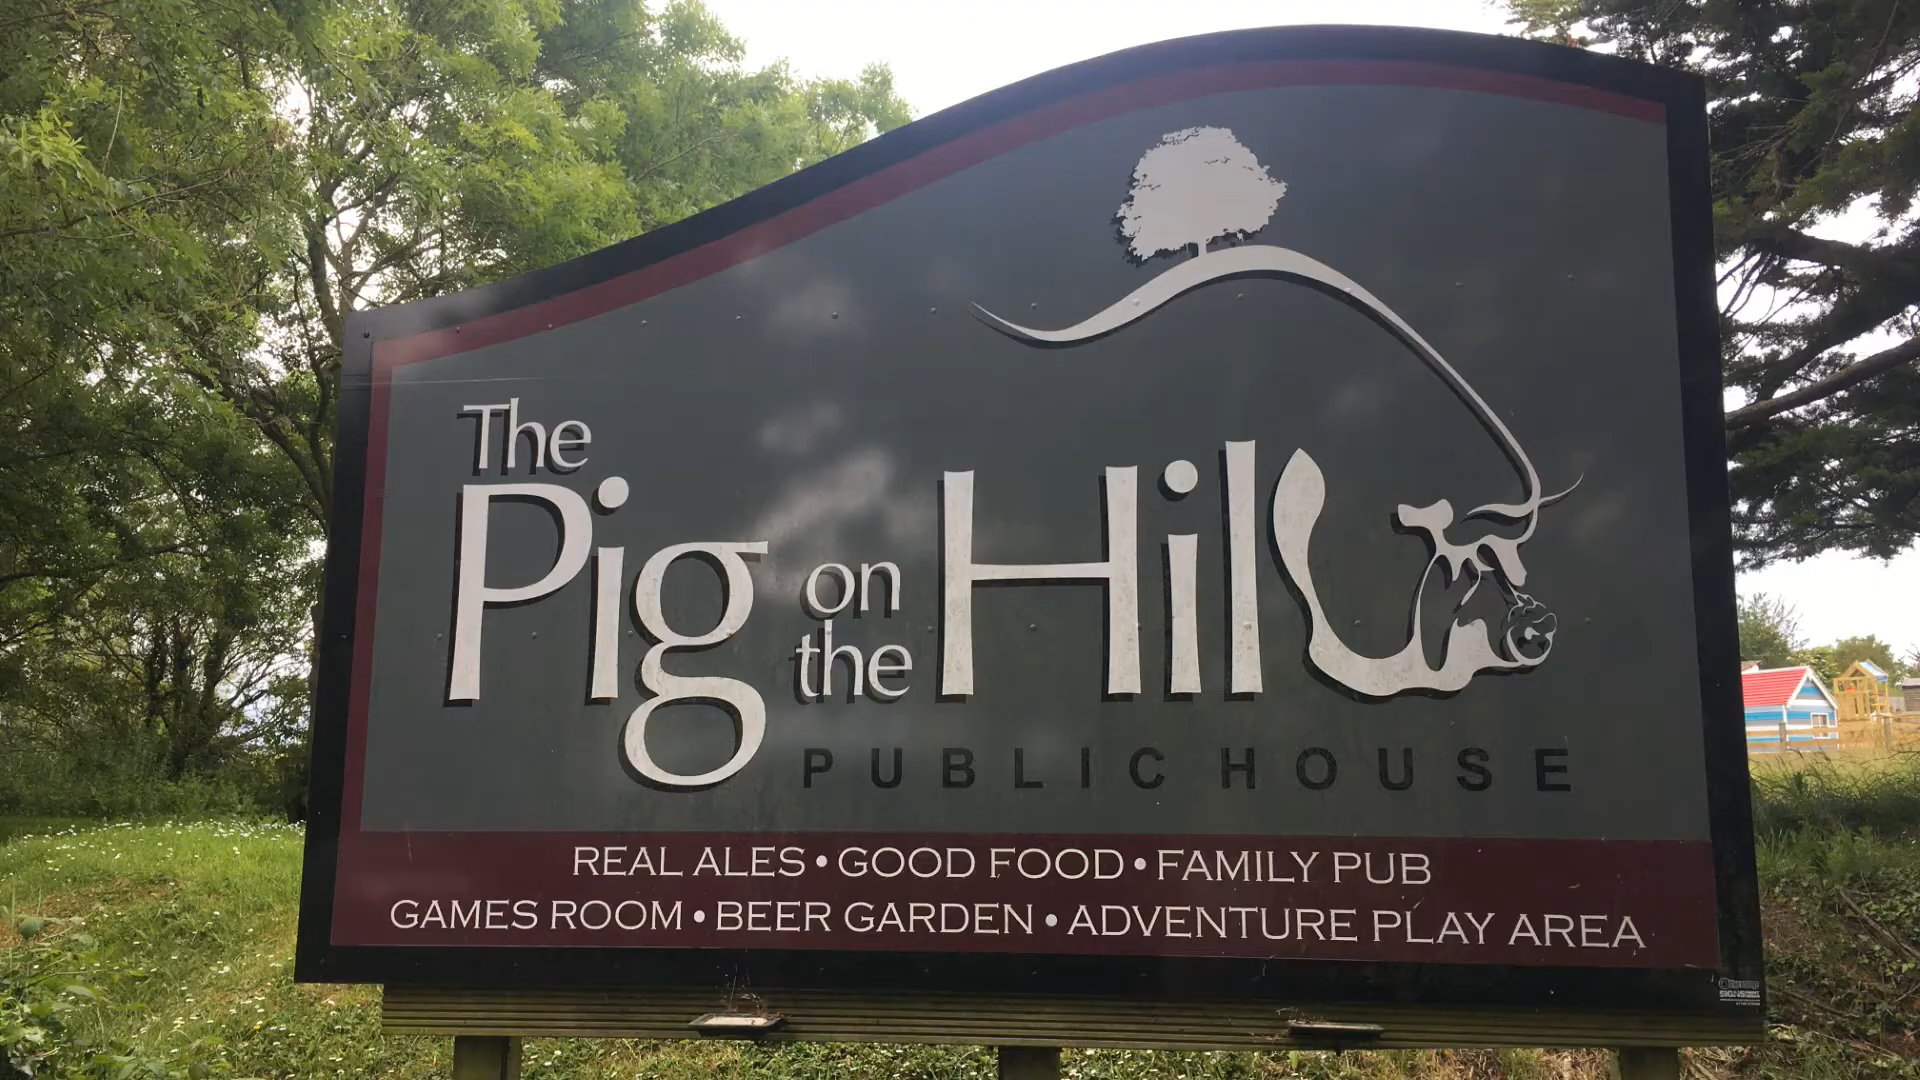 The
Pig on the Hill
PUBLIC HOUSE
REAL ALES • GOOD FOOD • FAMILY PUB
GAMES ROOM • BEER GARDEN • ADVENTURE PLAY AREA